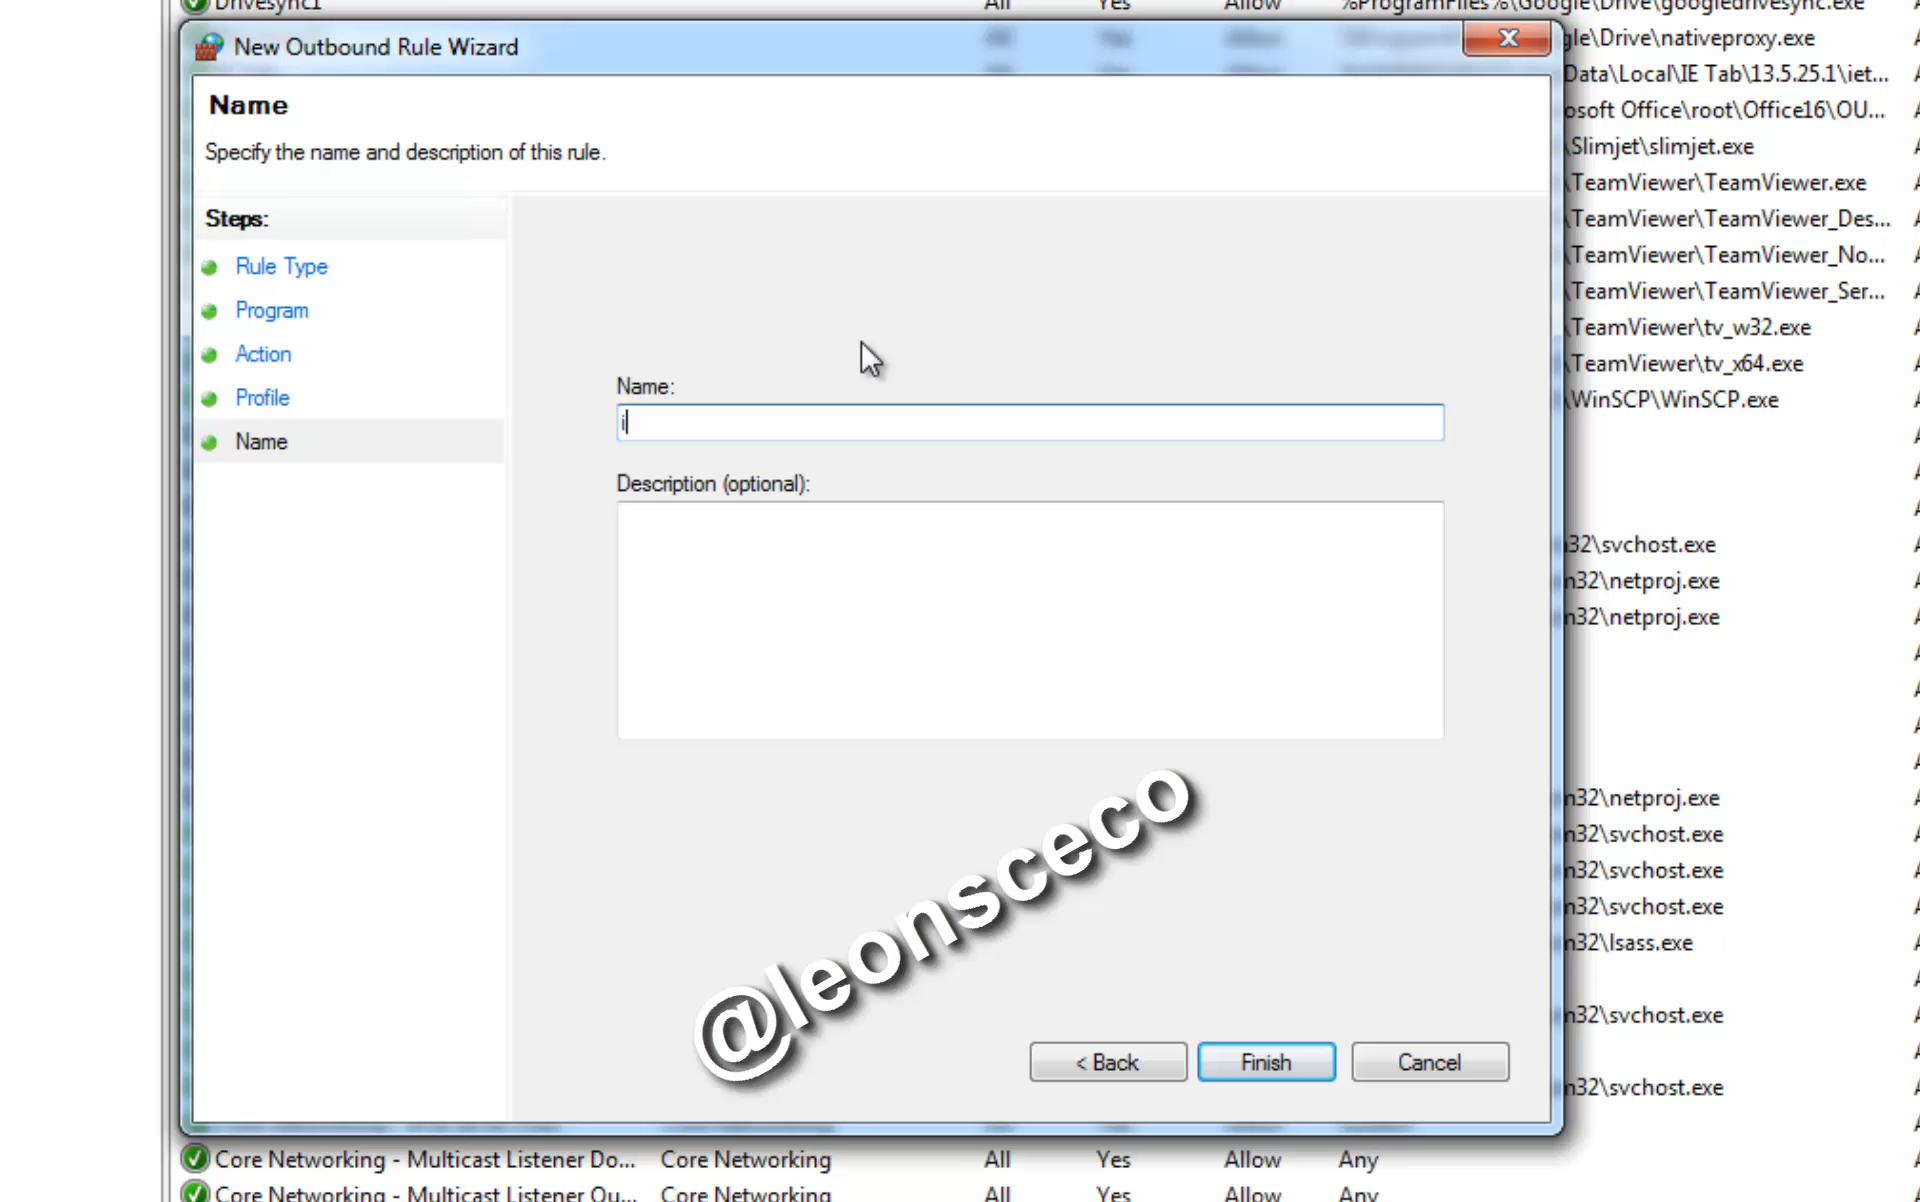 Drivesync1 All Yes Allow %ProgramFiles%\Google\Drive\googledrivesync.exe
New Outbound Rule Wizard
gle\Drive\nativeproxy.exe
Data\Local\IE Tab\13.5.25.1\iet...
Name
osoft Office\root\Office16\OU...
Specify the name and description of this rule.
\Slimjet\slimjet.exe
\TeamViewer\TeamViewer.exe
Steps:
\TeamViewer\TeamViewer_Des...
\TeamViewer\TeamViewer_No...
Rule Type
\TeamViewer\TeamViewer_Ser...
Program
\TeamViewer\tv_w32.exe
Action
\TeamViewer\tv_x64.exe
Profile
Name:
\WinSCP\WinSCP.exe
i
Name
Description (optional):
32\svchost.exe
n32\netproj.exe
n32\netproj.exe
n32\netproj.exe
n32\svchost.exe
n32\svchost.exe
n32\svchost.exe
n32\lsass.exe
@leonsceco
n32\svchost.exe
< Back Finish Cancel
n32\svchost.exe
Core Networking - Multicast Listener Do... Core Networking All Yes Allow Any
Core Networking - Multicast Listener Qu... Core Networking All Yes Allow Any